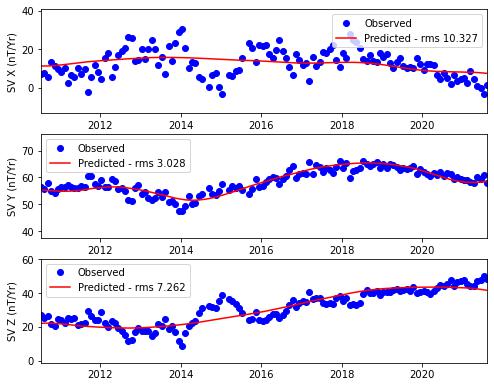 40
20
0
SV X (nT/Yr)
Observed
Predicted - rms 10.327
2012
2014
2016
2018
2020
70
60
50
40
SV Y (nT/Yr)
Observed
Predicted - rms 3.028
2012
2014
2016
2018
2020
60
40
20
0
SV Z (nT/Yr)
Observed
Predicted - rms 7.262
2012
2014
2016
2018
2020